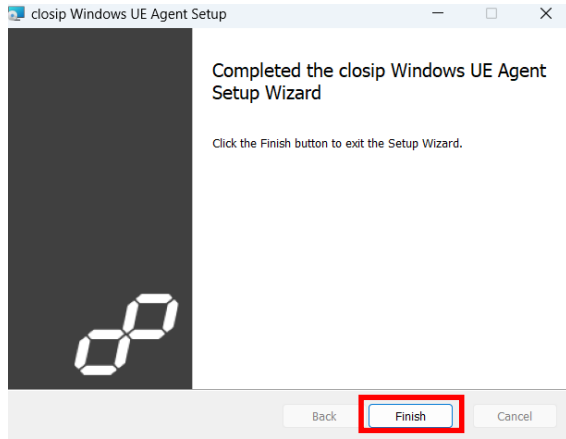 closip Windows UE Agent Setup
Completed the closip Windows UE Agent
Setup Wizard
Click the Finish button to exit the Setup Wizard.
Back
Finish
Cancel